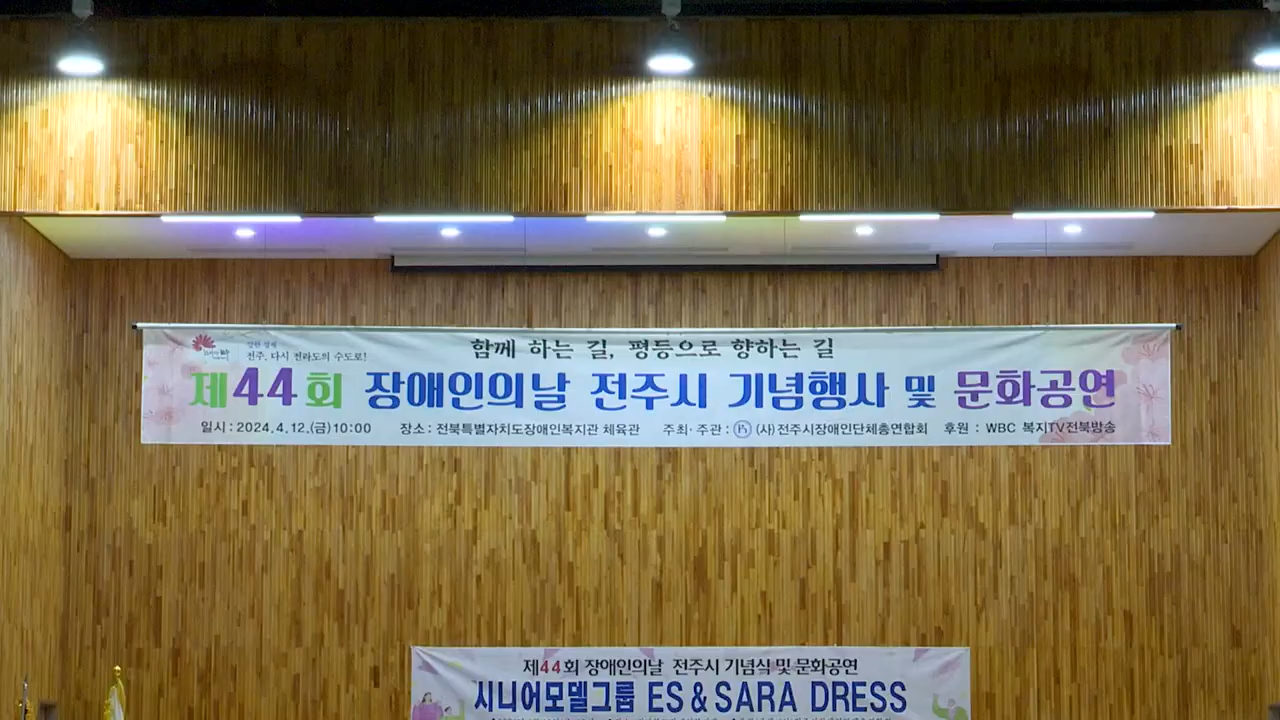 강한 경제
전주, 다시 전라도의 수도로!
함께 하는 길, 평등으로 향하는 길
제44회 장애인의날 전주시 기념행사 및 문화공연
일시 : 2024.4.12.(금)10:00 장소 : 전북특별자치도장애인복지관 체육관 주최·주관 : (사)전주시장애인단체총연합회 후원 : WBC 복지TV전북방송
제44회 장애인의날 전주시 기념식 및 문화공연
시니어모델그룹 ES & SARA DRESS